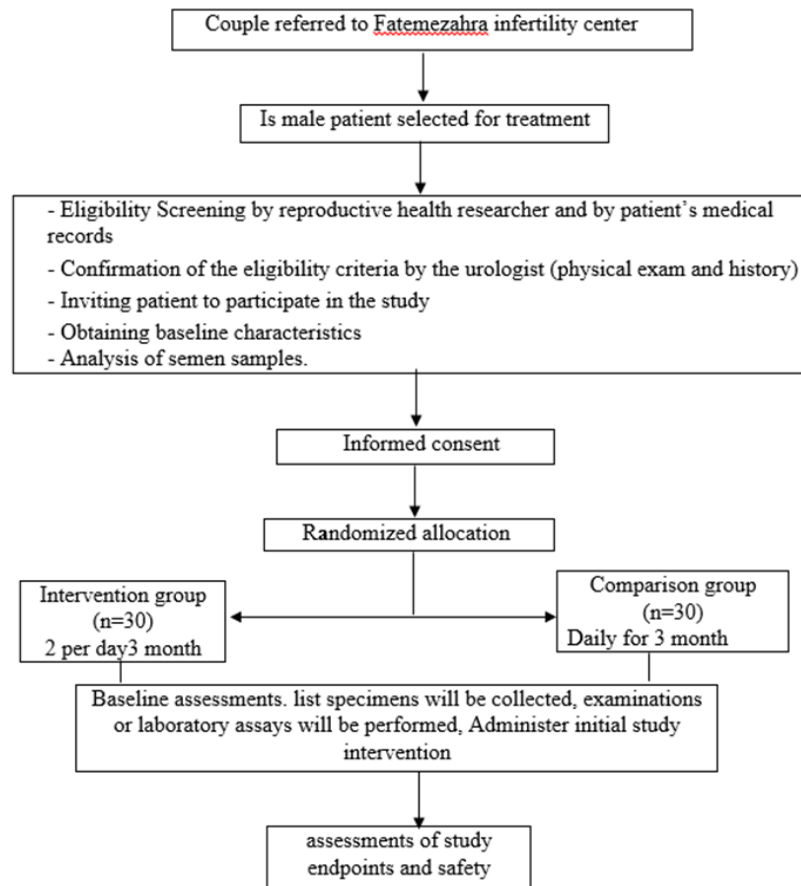 Couple referred to Fatemezahra infertility center
Is male patient selected for treatment
- Eligibility Screening by reproductive health researcher and by patient's medical
records
- Confirmation of the eligibility criteria by the urologist (physical exam and history)
- Inviting patient to participate in the study
- Obtaining baseline characteristics
- Analysis of semen samples.
Informed consent
Randomized allocation
Intervention group
(n=30)
2 per day3 month
Comparison group
(n=30)
Daily for 3 month
Baseline assessments. list specimens will be collected, examinations
or laboratory assays will be performed, Administer initial study
intervention
assessments of study
endpoints and safety